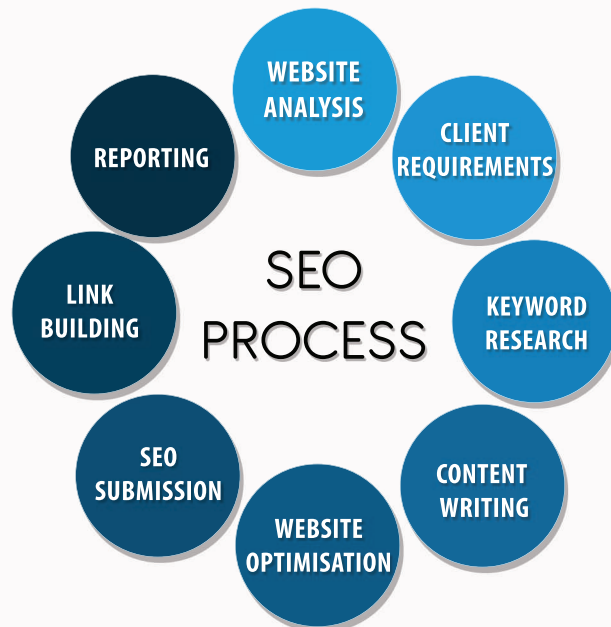 WEBSITE
ANALYSIS
CLIENT
REQUIREMENTS
KEYWORD
RESEARCH
CONTENT
WRITING
WEBSITE
OPTIMISATION
SEO
SUBMISSION
LINK
BUILDING
REPORTING
SEO
PROCESS